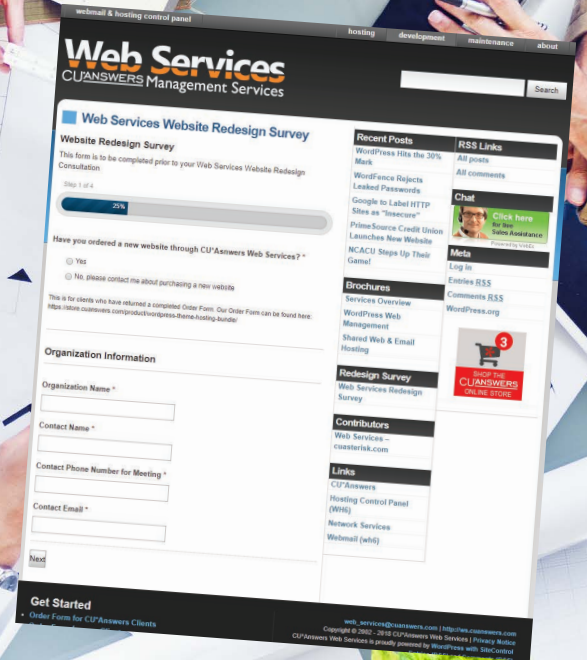 webmail & hosting control panel
hosting
development
maintenance
about
Web Services
CU*ANSWERS Management Services
Search
Web Services Website Redesign Survey
Website Redesign Survey
This form is to be completed prior to your Web Services Website Redesign
Consultation
Step 1 of 4
25%
Have you ordered a new website through CU*Asnwers Web Services? *
Yes
No, please contact me about purchasing a new website
This is for clients who have returned a completed Order Form. Our Order Form can be found here:
https://store.cuanswers.com/product/wordpress-theme-hosting-bundle/
Organization Information
Organization Name *
Contact Name *
Contact Phone Number for Meeting *
Contact Email *
Next
Recent Posts
WordPress Hits the 30%
Mark
WordFence Rejects
Leaked Passwords
Google to Label HTTP
Sites as "Insecure"
PrimeSource Credit Union
Launches New Website
NCACU Steps Up Their
Game!
Brochures
Services Overview
WordPress Web
Management
Shared Web & Email
Hosting
Redesign Survey
Web Services Redesign
Survey
Contributors
Web Services –
cuasterisk.com
Links
CU*Answers
Hosting Control Panel
(WH6)
Network Services
Webmail (wh6)
RSS Links
All posts
All comments
Chat
Click here
for live
Sales Assistance
Powered by WebEx
Meta
Log in
Entries RSS
Comments RSS
WordPress.org
3
SHOP THE
CU*ANSWERS
ONLINE STORE
Get Started
Order Form for CU*Answers Clients
web_services@cuanswers.com | http://ws.cuanswers.com
Copyright © 2002 - 2018 CU*Answers Web Services | Privacy Notice
CU*Answers Web Services is proudly powered by WordPress with SiteControl